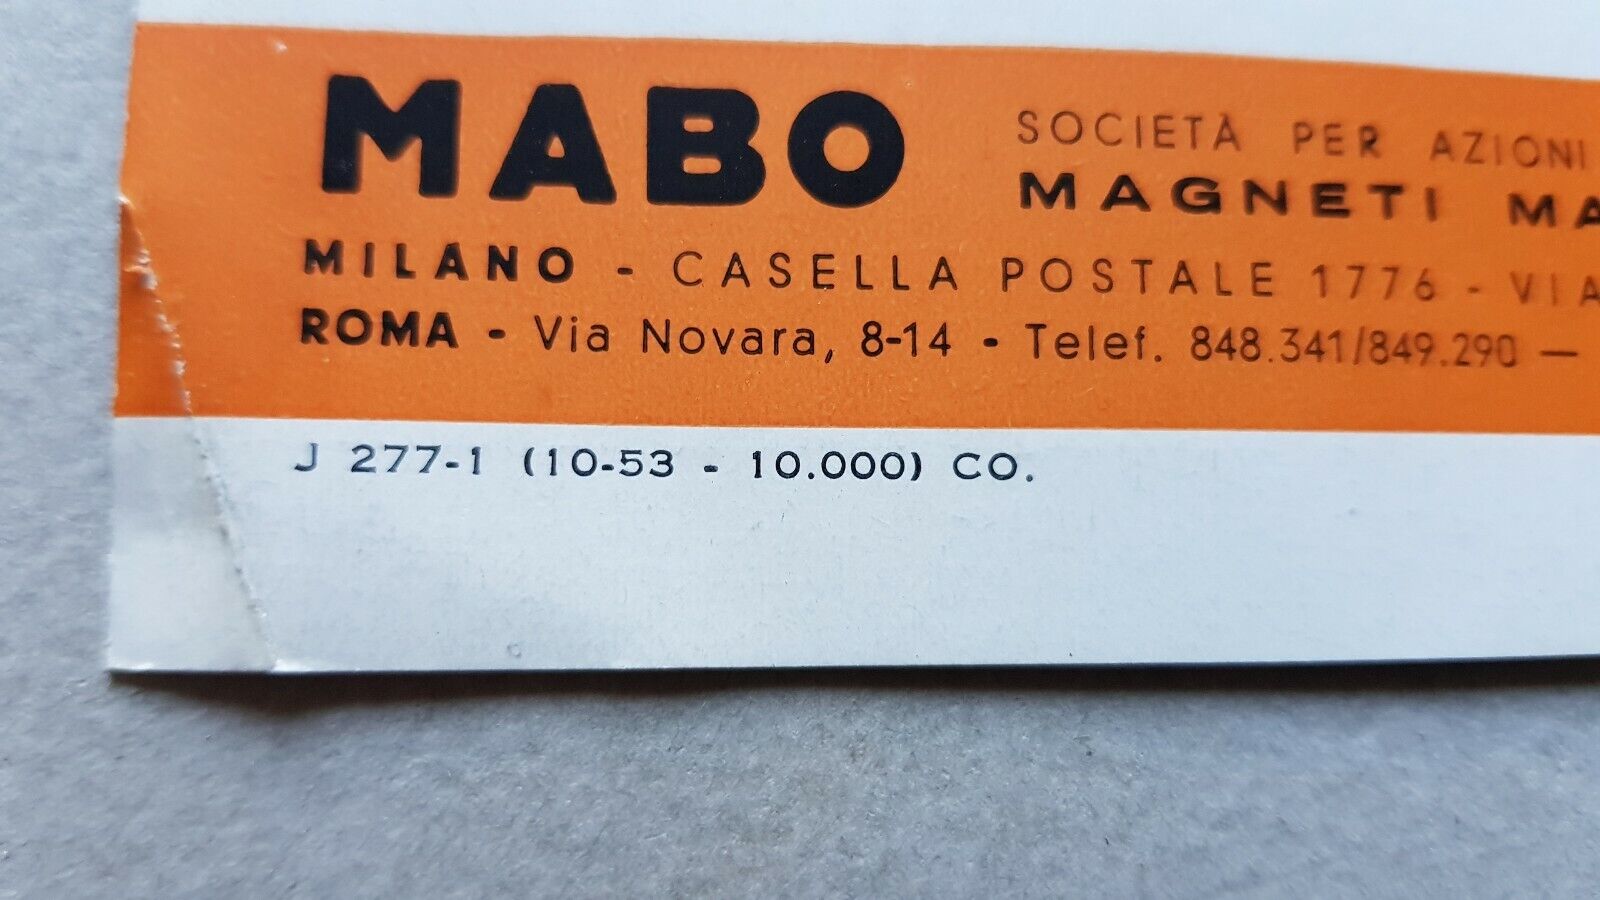 MABO
SOCIETÀ PER AZIONI
MAGNETI MA
MILANO - CASELLA POSTALE 1776 - VIA
ROMA - Via Novara, 8-14 - Telef. 848.341/849.290 —
J 277-1 (10-53 - 10.000) CO.